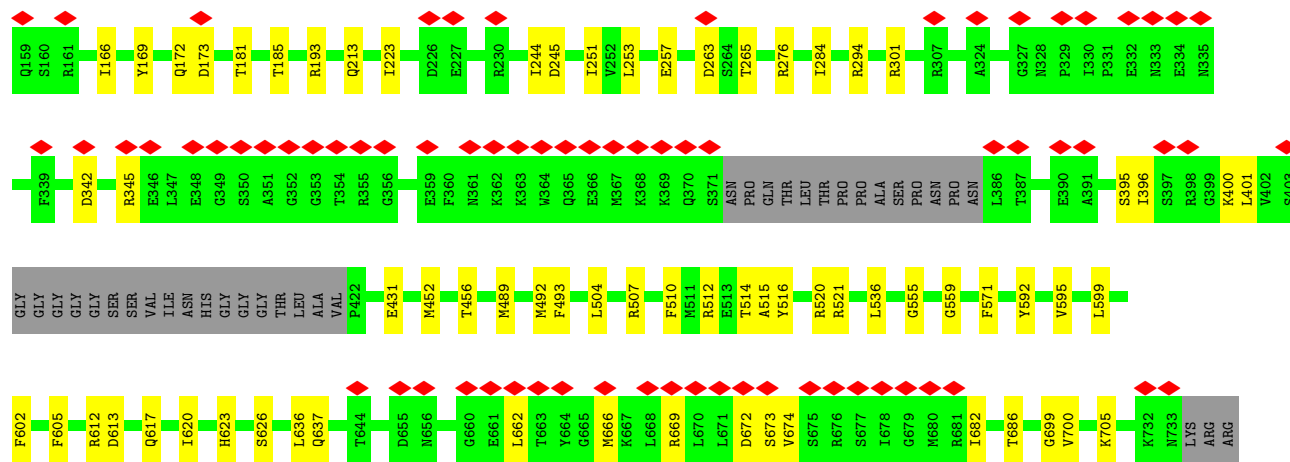 Q159 S160 R161 I166 Y169 Q172 D173 T181 T185 R193 Q213 I223 D226 E227 R230 I244 D245 I251 V252 L253 E257 D263 S264 T265 R276 I284 R294 R301 R307 A324 G327 N328 P329 I330 P331 E332 N333 E334 N335
F339 D342 R345 E346 L347 E348 G349 S350 A351 G352 G353 T354 R355 G356 E359 F360 N361 K362 K363 W364 Q365 E366 M367 K368 K369 Q370 S371 ASN PRO GLN THR LEU THR PRO PRO ALA SER PRO ASN PRO ASN L386 T387 E390 A391 S395 I396 S397 R398 G399 K400 L401 V402 S403
GLY GLY GLY GLY GLY SER SER VAL ILE ASN HIS GLY GLY GLY THR LEU ALA VAL P422 E431 M452 T456 M489 M492 F493 L504 R507 F510 M511 R512 E513 T514 A515 Y516 R520 R521 L536 G555 G559 F571 Y592 V595 L599
F602 F605 R612 D613 Q617 I620 H623 S626 L636 Q637 T644 D655 N656 G660 E661 L662 T663 Y664 G665 M666 K667 L668 R669 L670 L671 D672 S673 V674 S675 R676 S677 I678 G679 M680 R681 I682 T686 G699 V700 K705 K732 N733 LYS ARG ARG